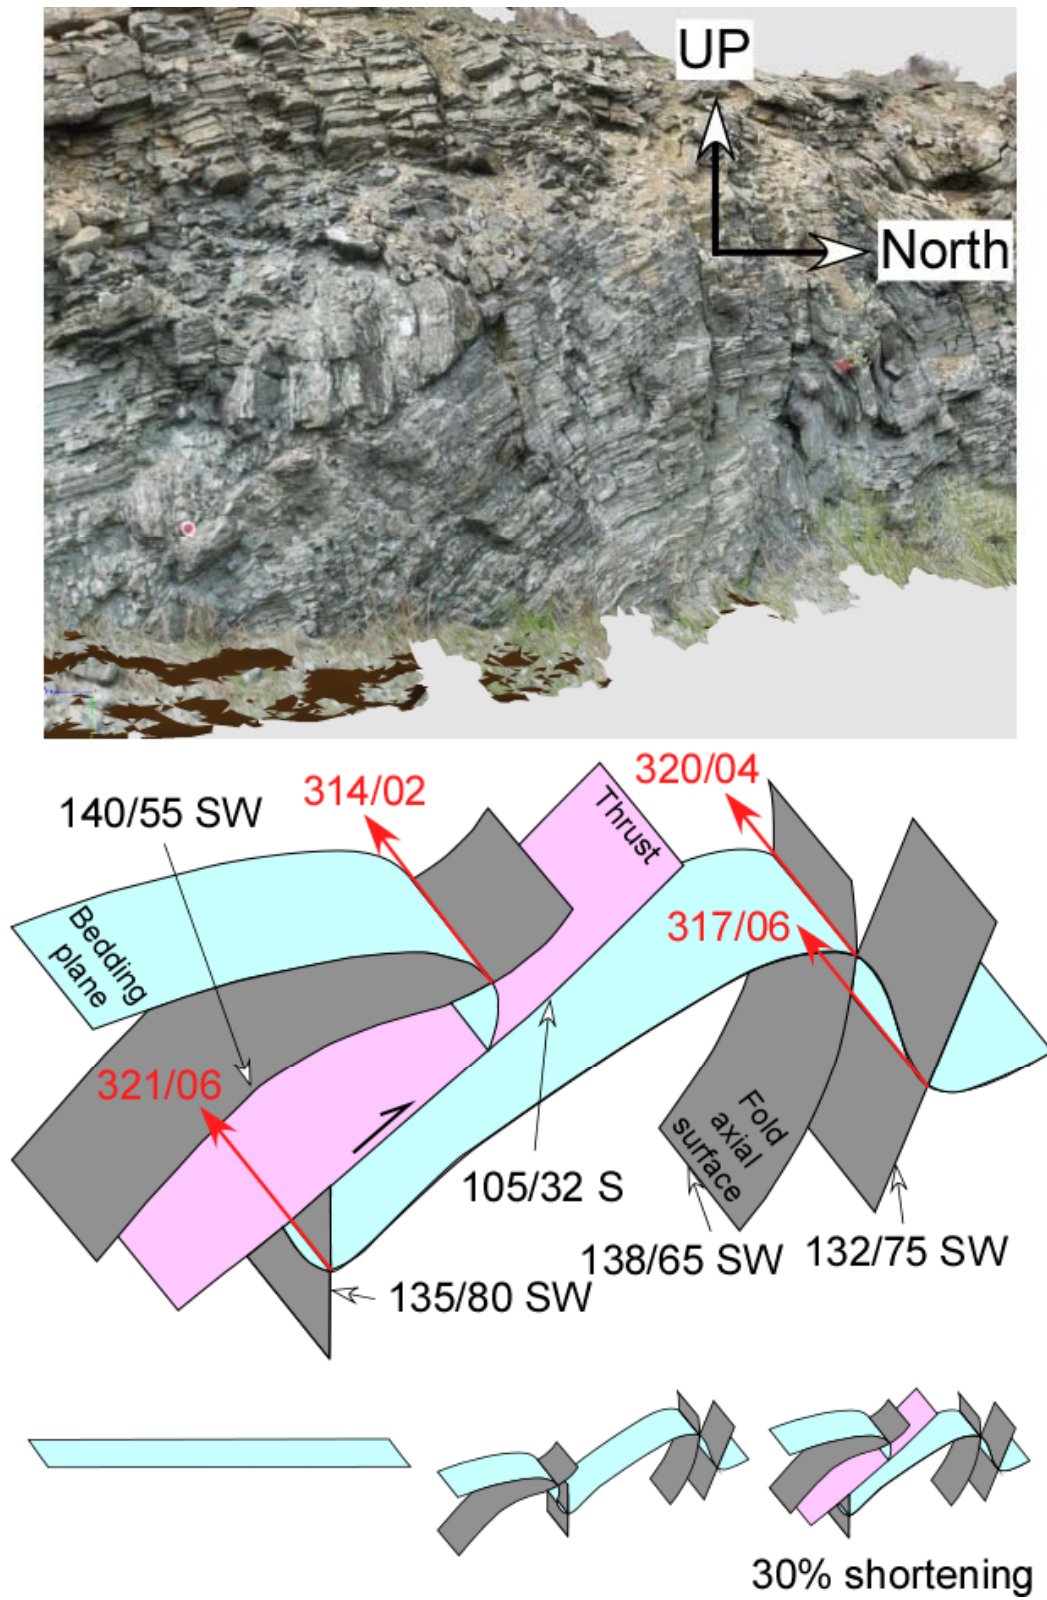 UP
North
314/02
320/04
140/55 SW
Thrust
Bedding
plane
317/06
321/06
Fold
axial
surface
105/32 S
138/65 SW
132/75 SW
135/80 SW
30% shortening